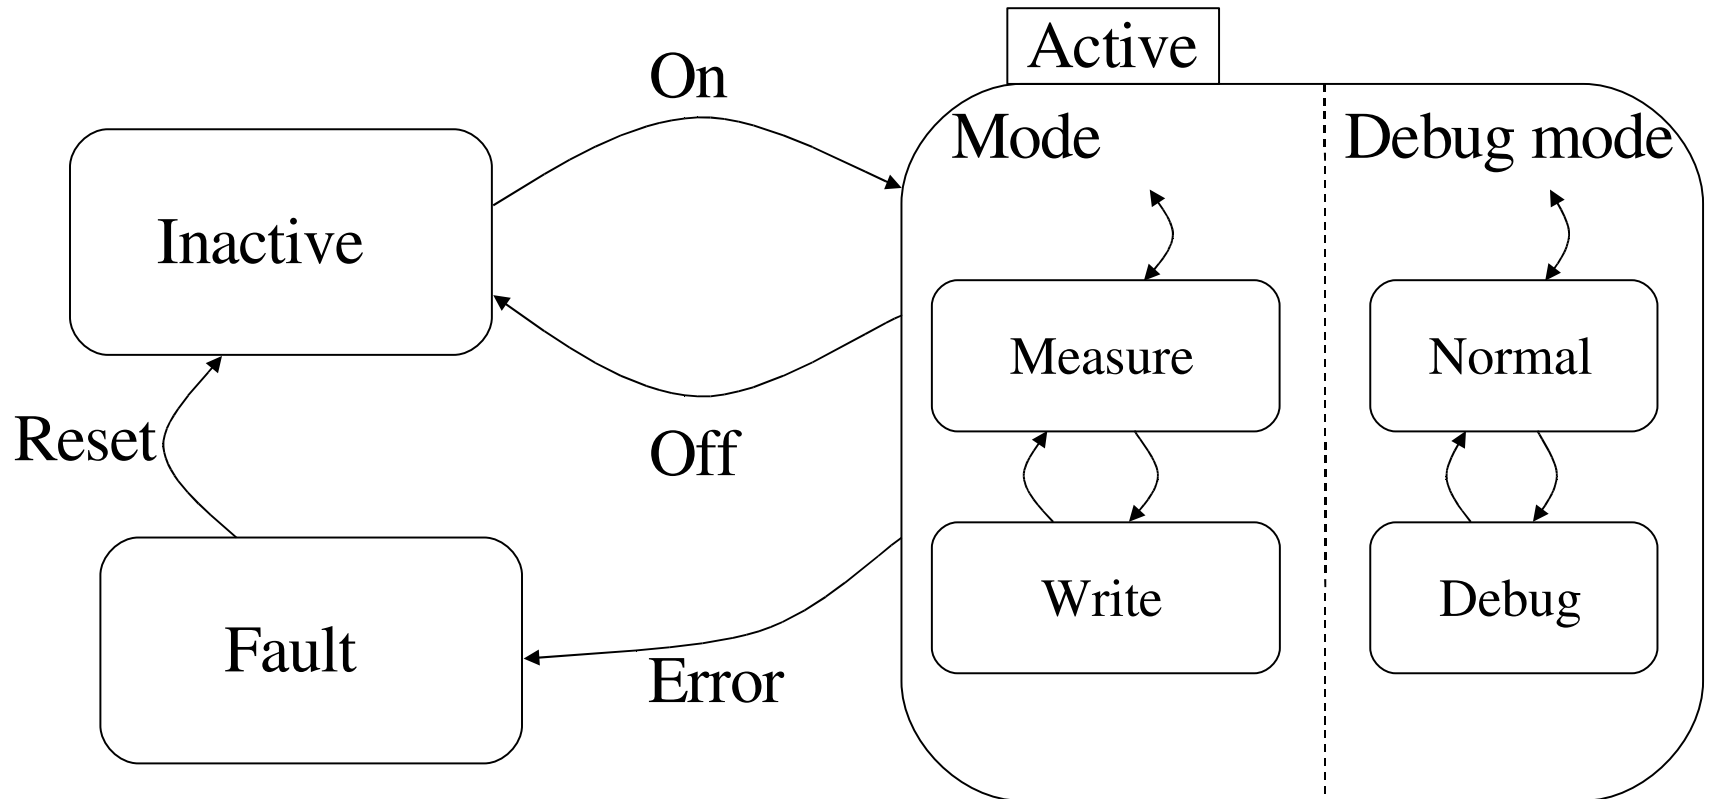 Active
On
Mode
Debug mode
Inactive
Measure
Normal
Reset
Off
Write
Debug
Fault
Error